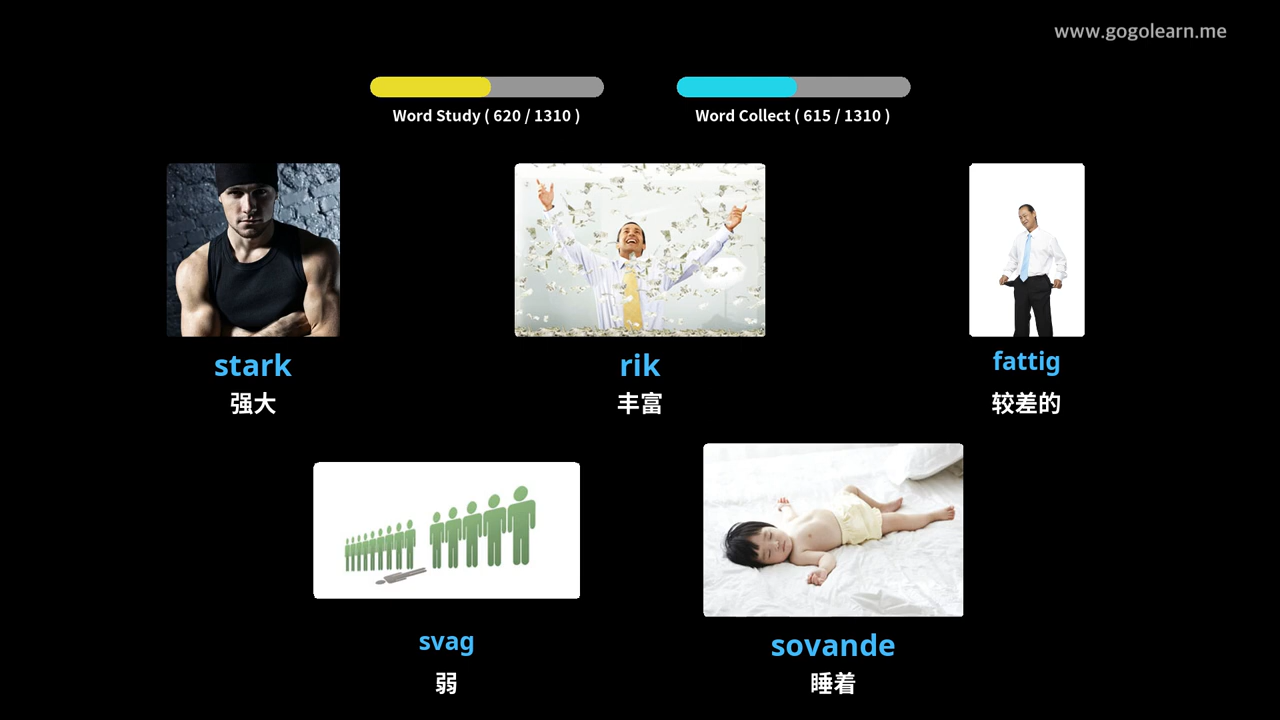 www.gogolearn.me
Word Study ( 620 / 1310 )
Word Collect ( 615 / 1310 )
stark
强大
rik
丰富
fattig
较差的
svag
弱
sovande
睡着